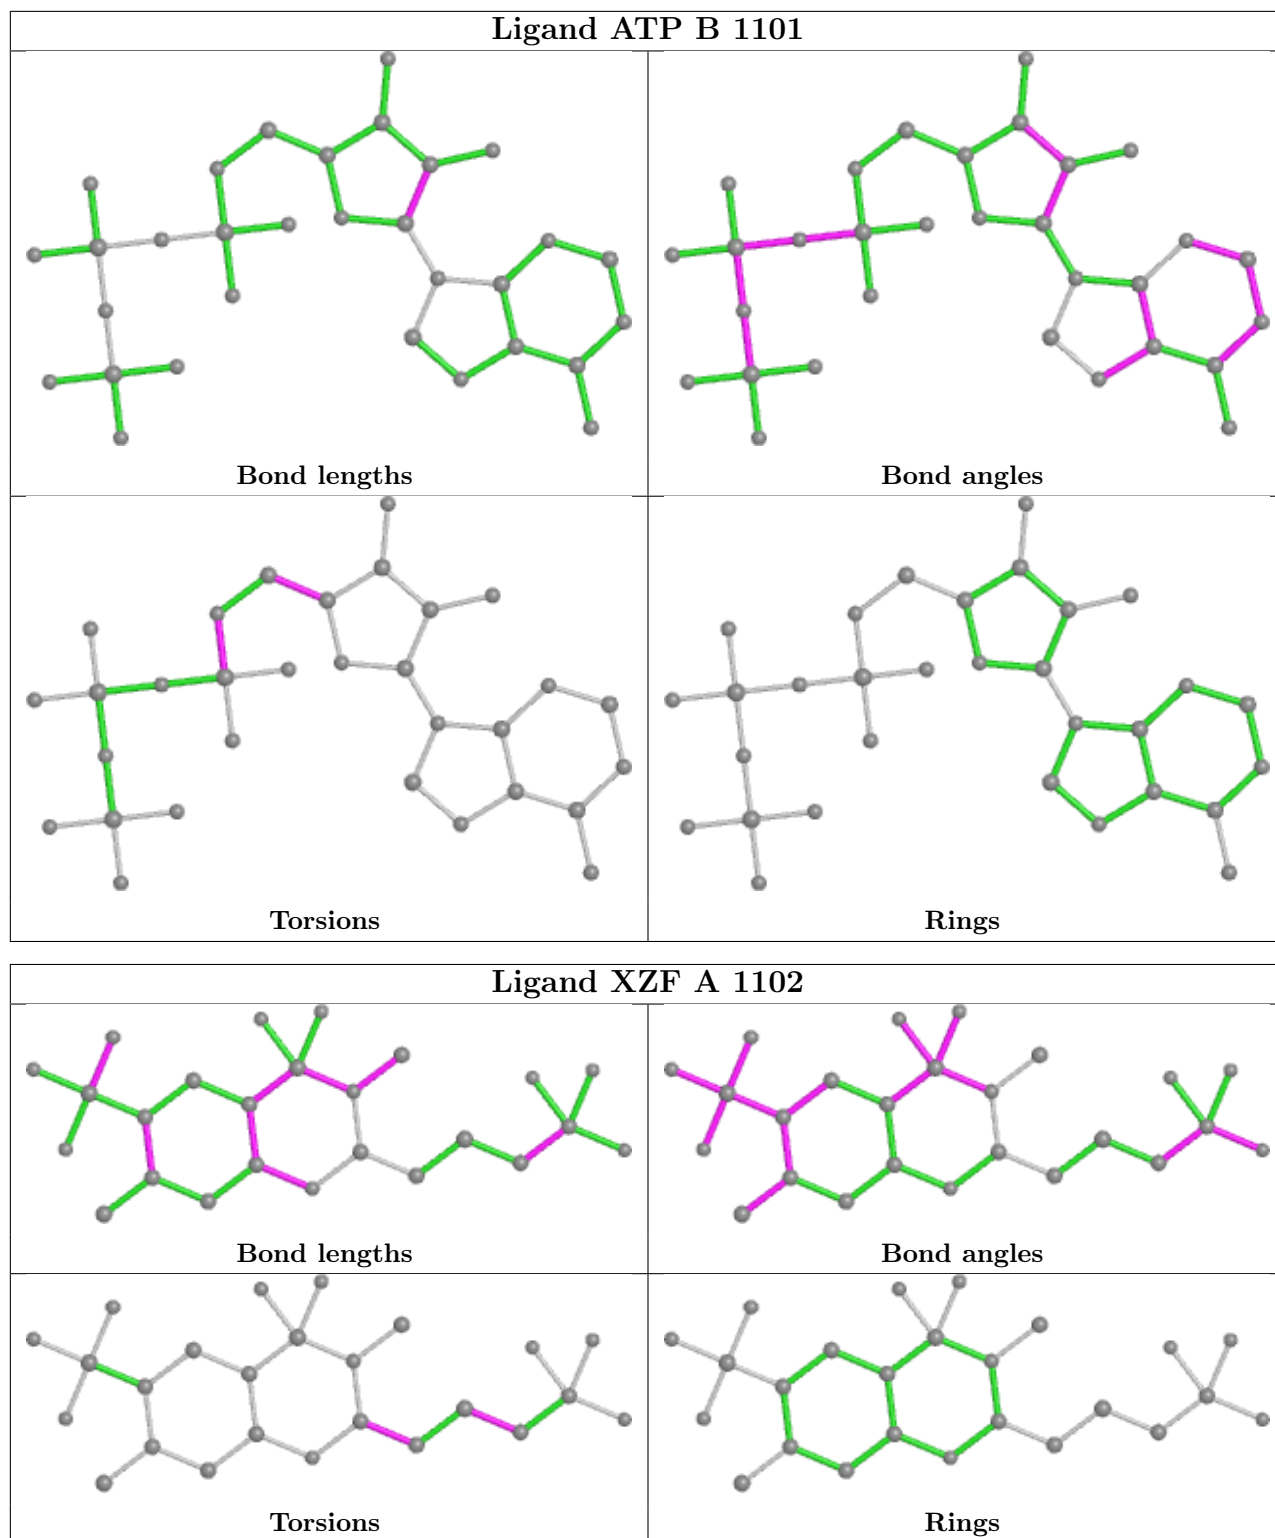 Ligand ATP B 1101
Bond lengths
Bond angles
Torsions
Rings
Ligand XZF A 1102
Bond lengths
Bond angles
Torsions
Rings